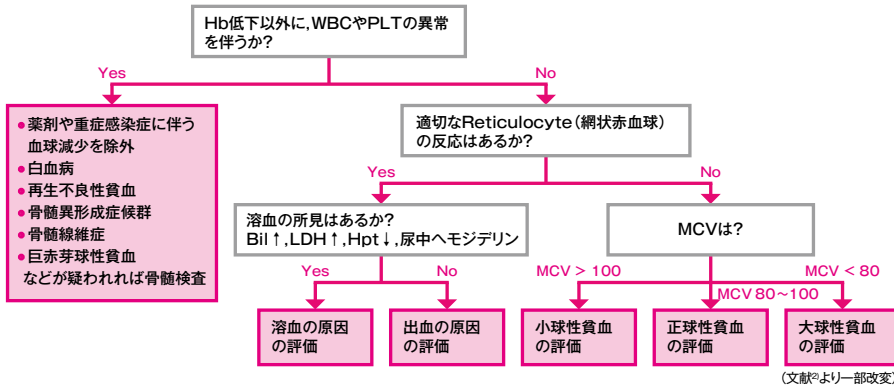 Hb低下以外に,WBCやPLTの異常
を伴うか?
Yes
No
●薬剤や重症感染症に伴う
血球減少を除外
●白血病
●再生不良性貧血
●骨髄異形成症候群
●骨髄線維症
●巨赤芽球性貧血
などが疑われれば骨髄検査
適切なReticulocyte(網状赤血球)
の反応はあるか?
Yes
No
溶血の所見はあるか?
Bil↑,LDH↑,Hpt↓,尿中ヘモジデリン
MCVは?
Yes
No
MCV > 100
MCV 80〜100
MCV < 80
溶血の原因
の評価
出血の原因
の評価
小球性貧血
の評価
正球性貧血
の評価
大球性貧血
の評価
(文献2)より一部改変)